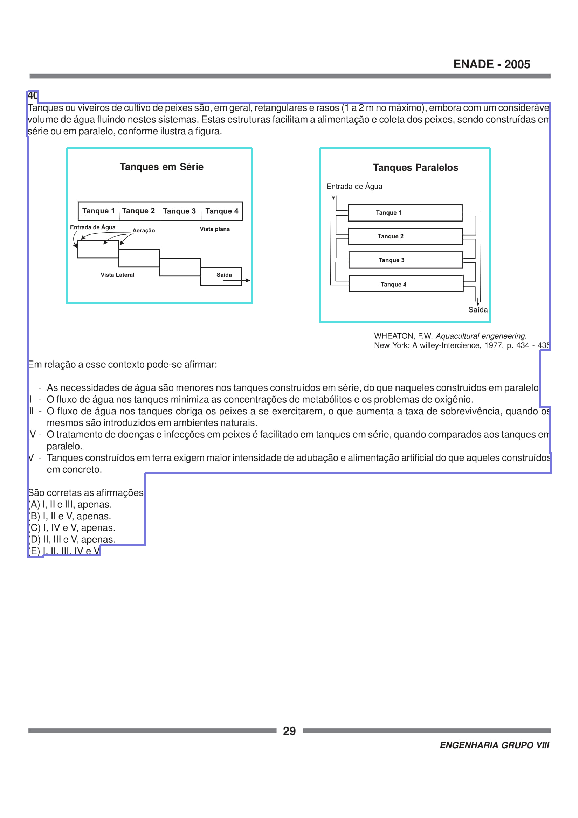 ENADE - 2005
40
Tanques ou viveiros de cultivo de peixes são, em geral, retangulares e rasos (1 a 2 m no máximo), embora com um considerável
volume de água fluindo nestes sistemas. Estas estruturas facilitam a alimentação e coleta dos peixes, sendo construídas em
série ou em paralelo, conforme ilustra a figura.
Tanques em Série
Tanque 1 Tanque 2 Tanque 3 Tanque 4
Entrada de Água
Aeração
Vista plana
Vista Lateral
Saída
Tanques Paralelos
Entrada de Água
Tanque 1
Tanque 2
Tanque 3
Tanque 4
Saída
WHEATON, F.W. Aquacultural engeneering.
New York: A willey-Intercience, 1977. p. 434 - 435
Em relação a esse contexto pode-se afirmar:
- As necessidades de água são menores nos tanques construídos em série, do que naqueles construídos em paralelo.
II - O fluxo de água nos tanques minimiza as concentrações de metabólitos e os problemas de oxigênio.
III - O fluxo de água nos tanques obriga os peixes a se exercitarem, o que aumenta a taxa de sobrevivência, quando os
mesmos são introduzidos em ambientes naturais.
IV - O tratamento de doenças e infecções em peixes é facilitado em tanques em série, quando comparados aos tanques em
paralelo.
V - Tanques construídos em terra exigem maior intensidade de adubação e alimentação artificial do que aqueles construídos
em concreto.
São corretas as afirmações
(A) I, II e III, apenas.
(B) I, II e V, apenas.
(C) I, IV e V, apenas.
(D) II, III e V, apenas.
(E) I, II, III, IV e V.
29
ENGENHARIA GRUPO VIII